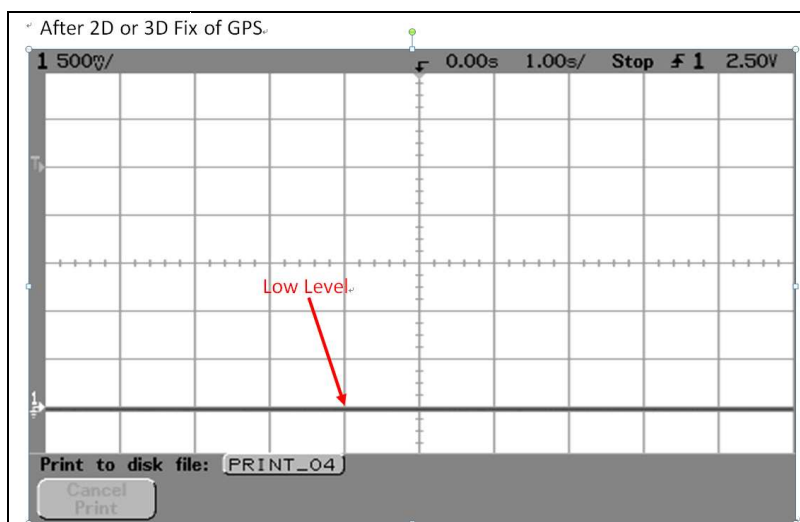 After 2D or 3D Fix of GPS
1 500mV/ 0.00s 1.00s/ Stop 1 2.50V
T
Low Level
1
Print to disk file: PRINT_04
Cancel
Print